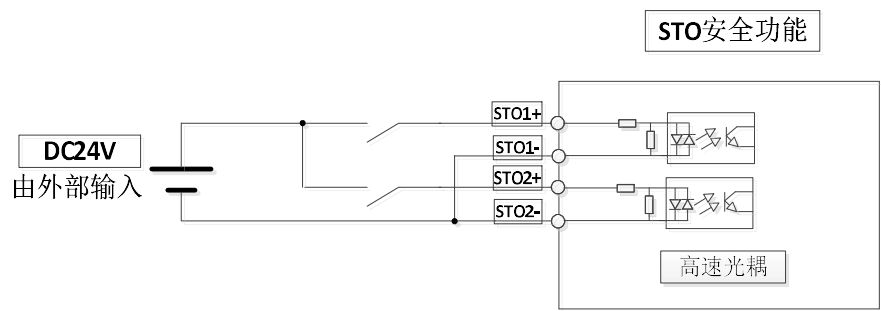 STO安全功能
STO1+
DC24V
STO1-
由外部输入
STO2+
STO2-
高速光耦